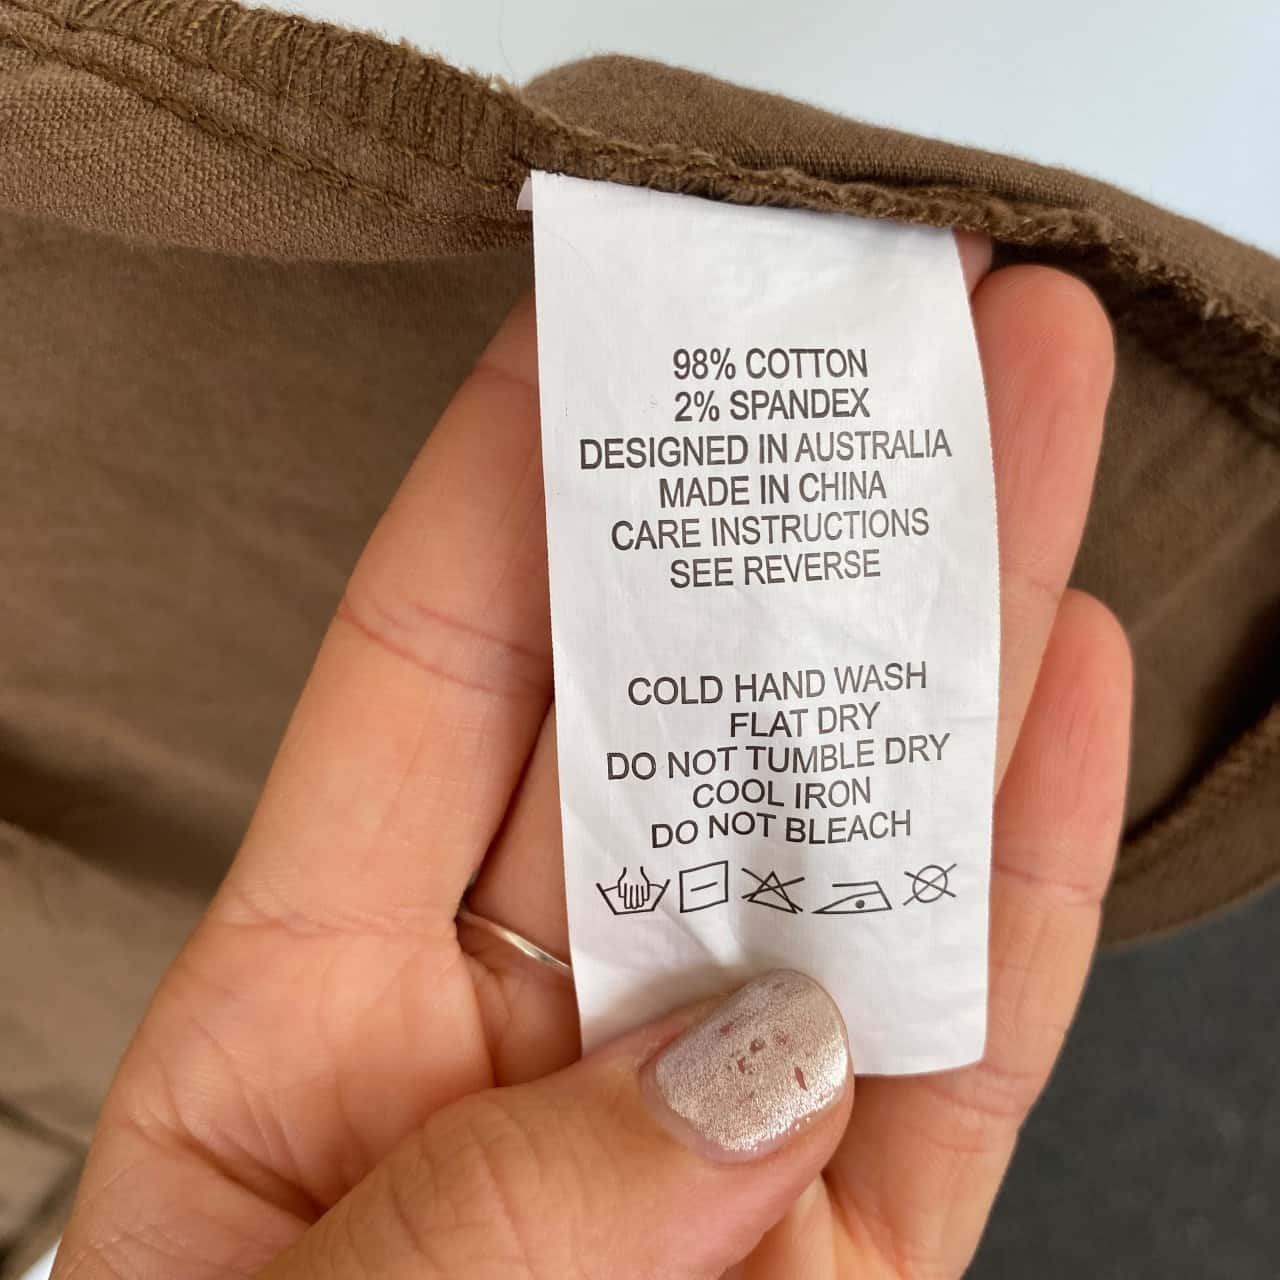 98% COTTON
2% SPANDEX
DESIGNED IN AUSTRALIA
MADE IN CHINA
CARE INSTRUCTIONS
SEE REVERSE
COLD HAND WASH
FLAT DRY
DO NOT TUMBLE DRY
COOL IRON
DO NOT BLEACH